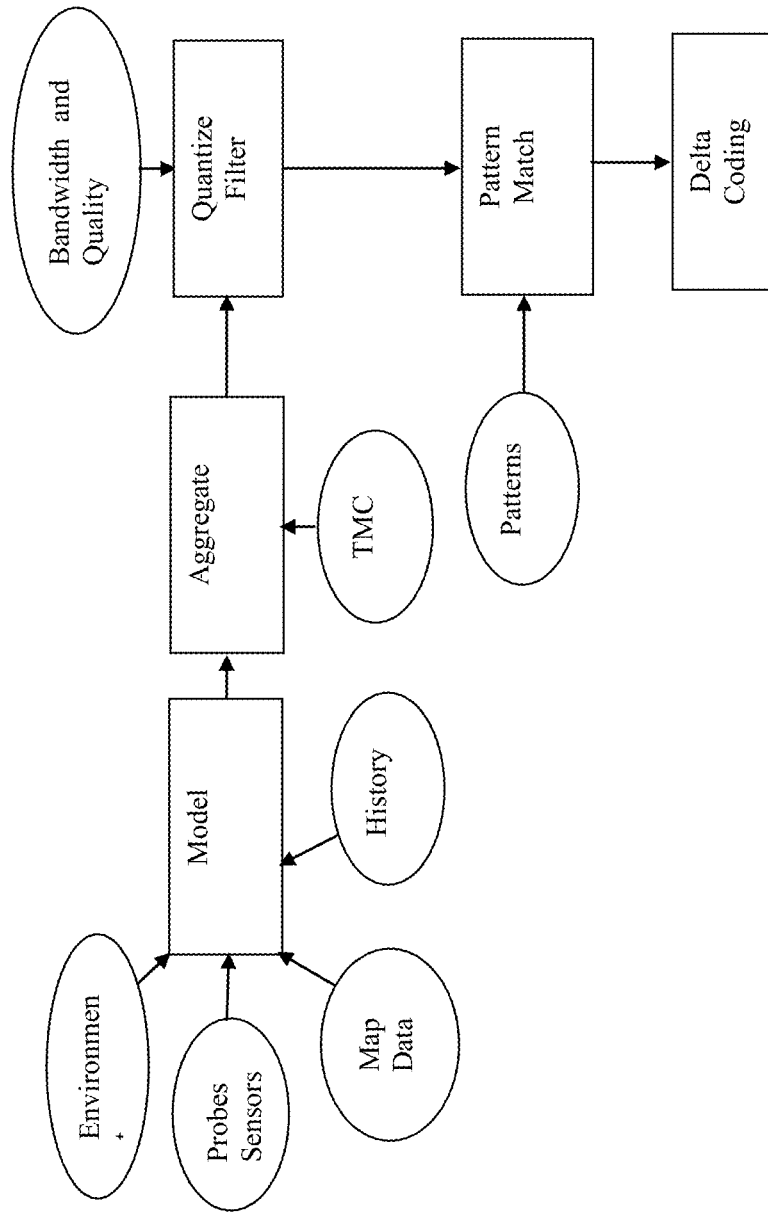 Environmen
Probes
Sensors
Map
Data
History
Model
Aggregate
TMC
Bandwidth and
Quality
Quantize
Filter
Patterns
Pattern
Match
Delta
Coding